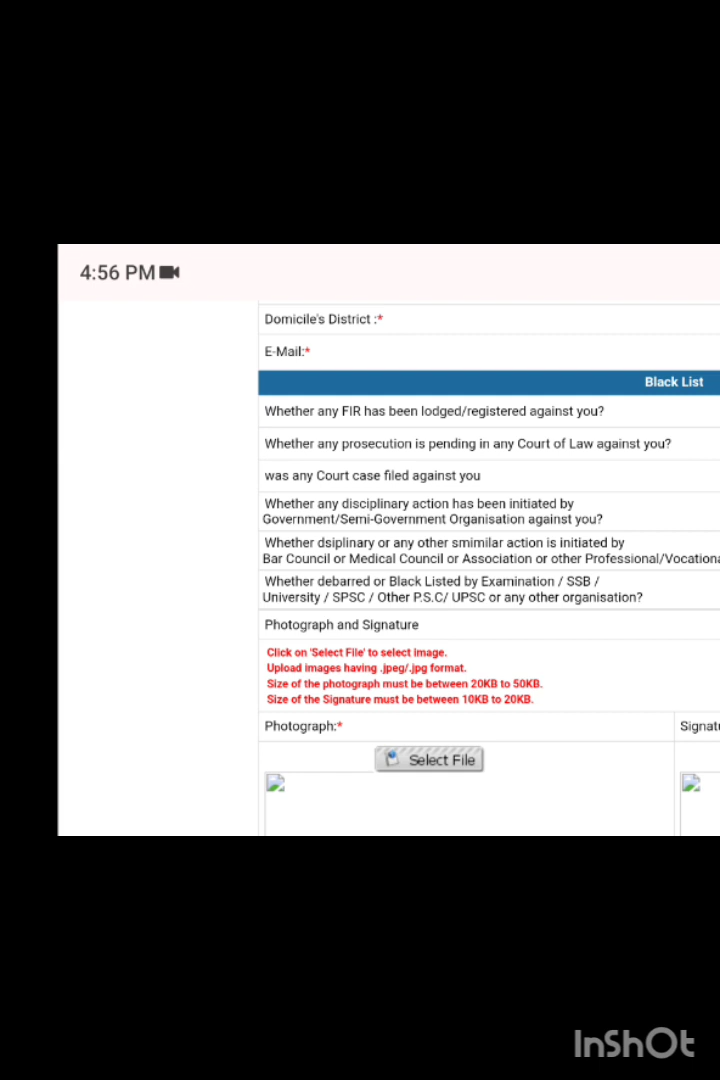 4:56 PM
Domicile's District :*
E-Mail:*
Black List
Whether any FIR has been lodged/registered against you?
Whether any prosecution is pending in any Court of Law against you?
was any Court case filed against you
Whether any disciplinary action has been initiated by
Government/Semi-Government Organisation against you?
Whether dsiplinary or any other smimilar action is initiated by
Bar Council or Medical Council or Association or other Professional/Vocationa
Whether debarred or Black Listed by Examination / SSB /
University / SPSC / Other P.S.C/ UPSC or any other organisation?
Photograph and Signature
Click on 'Select File' to select image.
Upload images having .jpeg/.jpg format.
Size of the photograph must be between 20KB to 50KB.
Size of the Signature must be between 10KB to 20KB.
Photograph:*
Signatu
Select File
InShOt